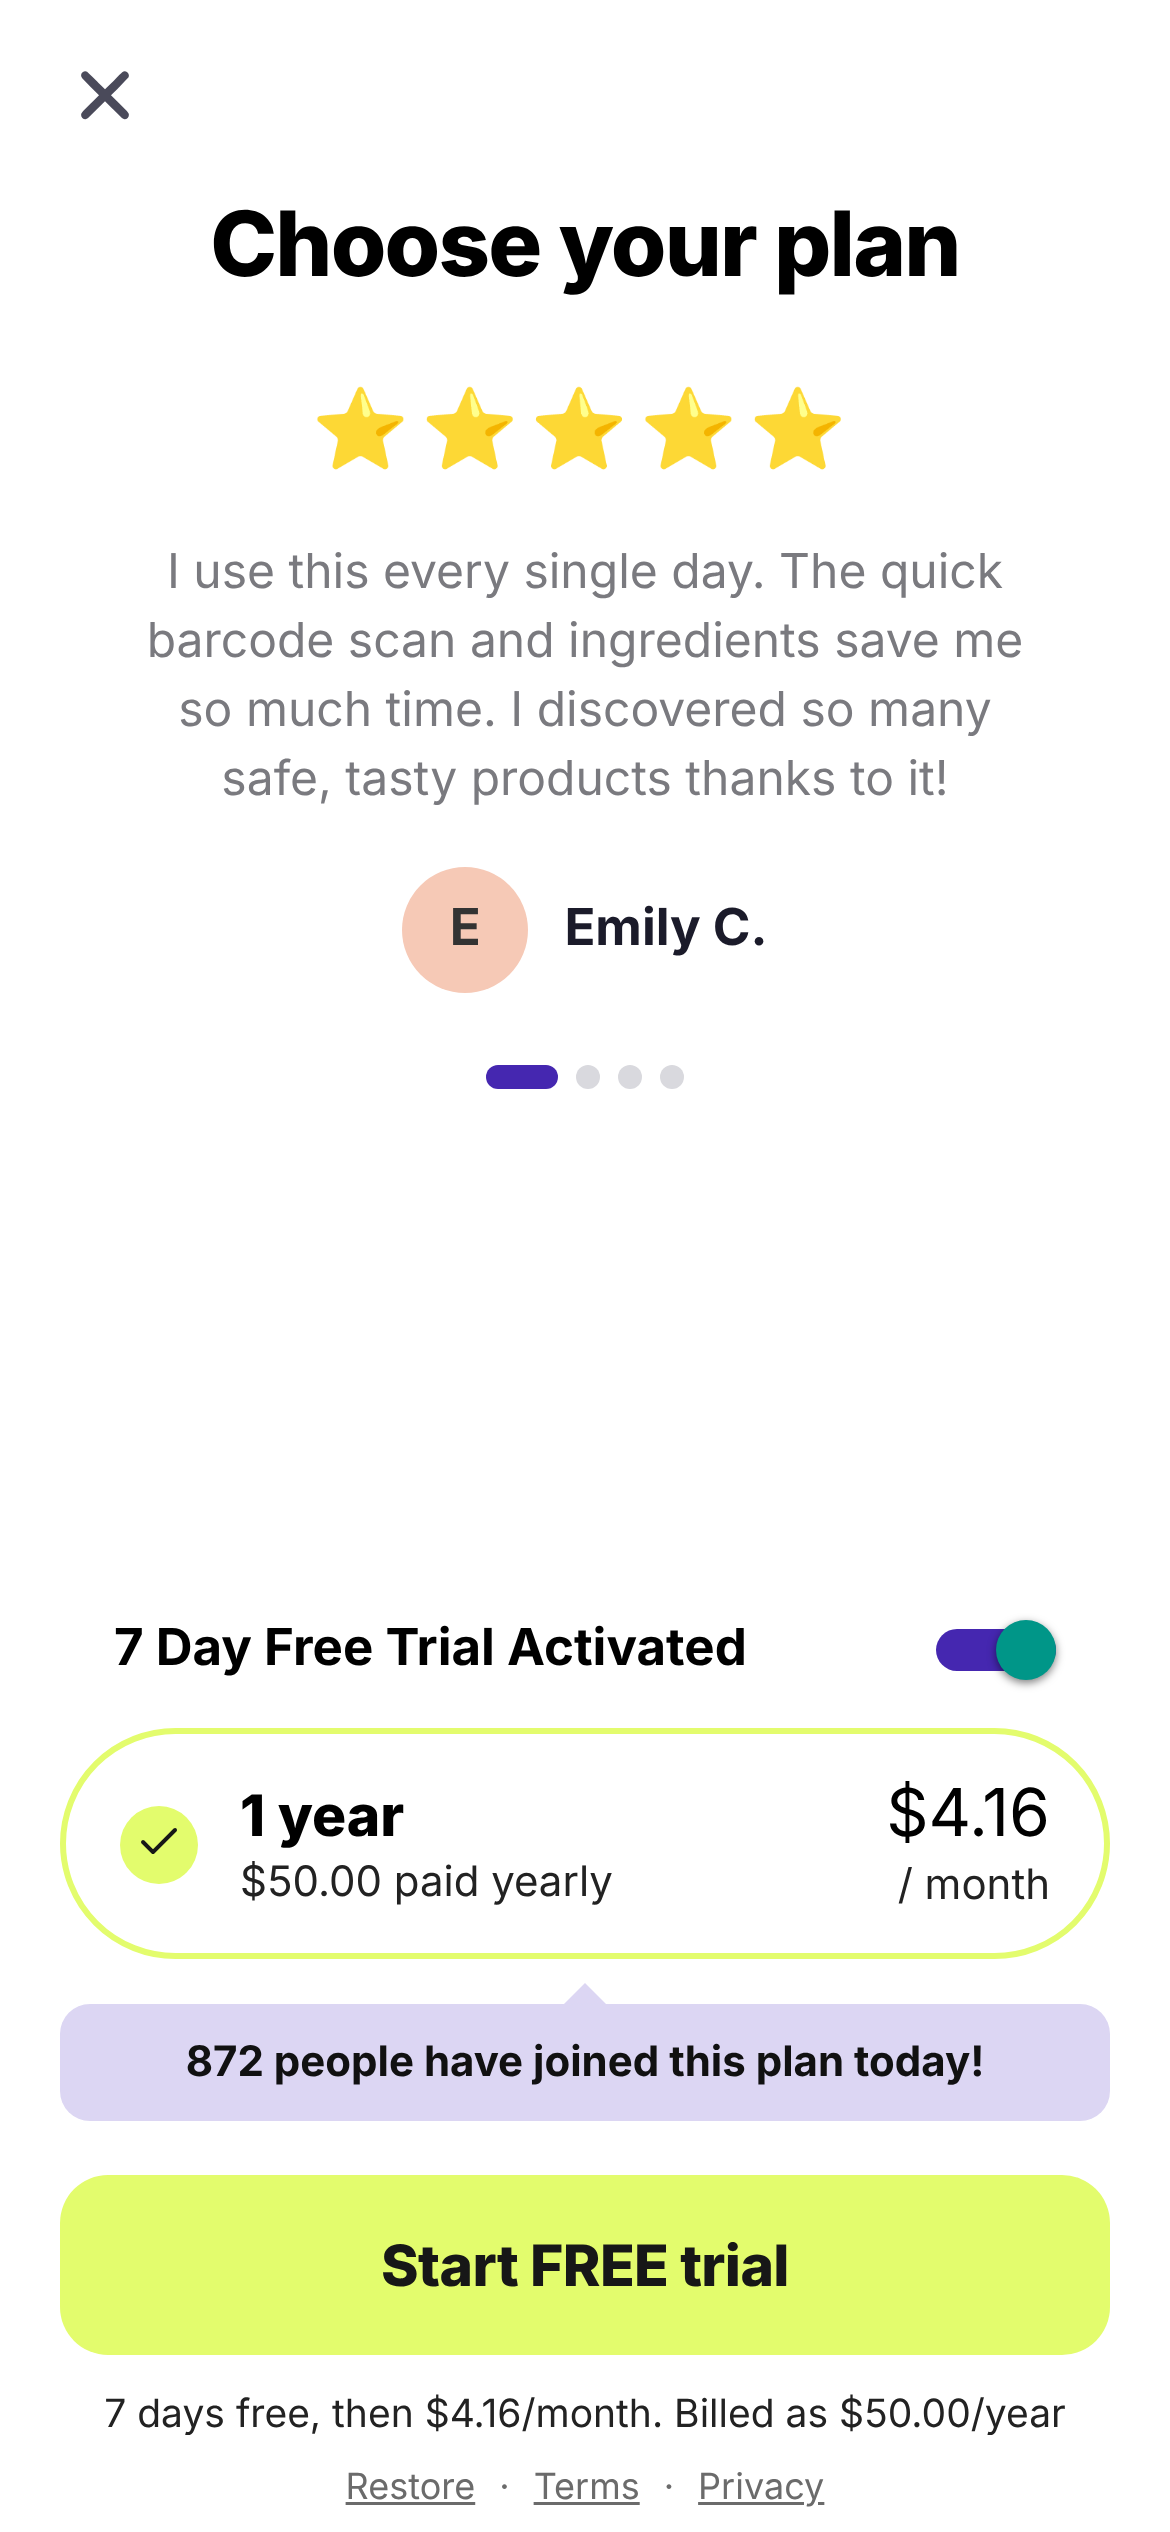 Choose your plan
I use this every single day. The quick
barcode scan and ingredients save me
so much time. I discovered so many
safe, tasty products thanks to it!
E
Emily C.
7 Day Free Trial Activated
1 year
$50.00 paid yearly
$4.16
/ month
872 people have joined this plan today!
Start FREE trial
7 days free, then $4.16/month. Billed as $50.00/year
Restore · Terms · Privacy